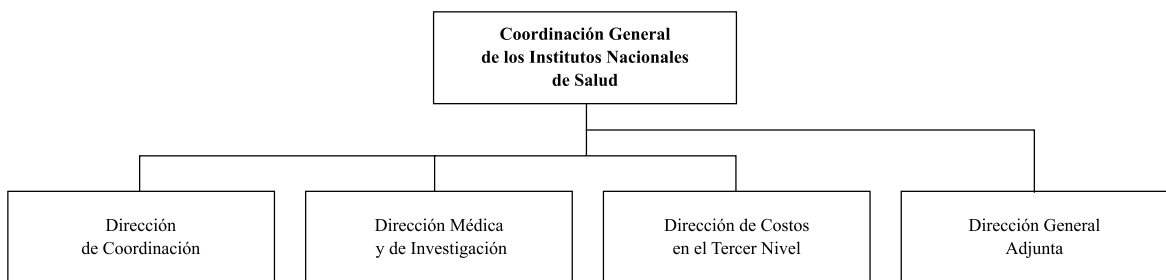 Coordinación General
de los Institutos Nacionales
de Salud
Dirección
de Coordinación
Dirección Médica
y de Investigación
Dirección de Costos
en el Tercer Nivel
Dirección General
Adjunta